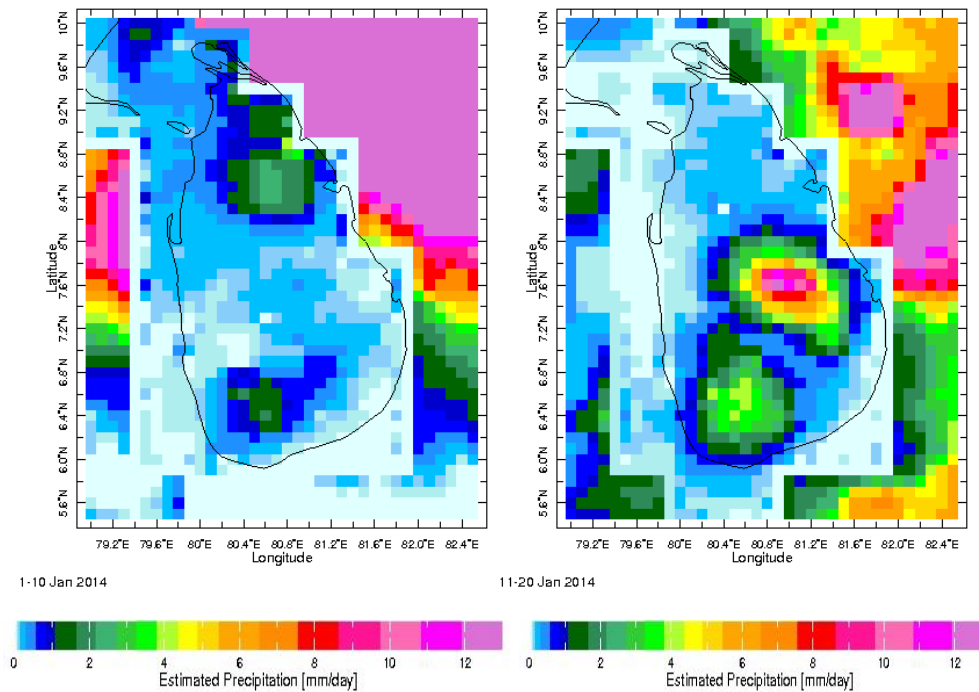 10°N
9.6°N
9.2°N
8.8°N
8.4°N
8°N
7.6°N
7.2°N
6.8°N
6.4°N
6.0°N
5.6°N
Latitude
79.2°E 79.6°E 80°E 80.4°E 80.8°E 81.2°E 81.6°E 82.0°E 82.4°E
Longitude
1-10 Jan 2014
0 2 4 6 8 10 12
Estimated Precipitation [mm/day]
10°N
9.6°N
9.2°N
8.8°N
8.4°N
8°N
7.6°N
7.2°N
6.8°N
6.4°N
6.0°N
5.6°N
Latitude
79.2°E 79.6°E 80°E 80.4°E 80.8°E 81.2°E 81.6°E 82.0°E 82.4°E
Longitude
11-20 Jan 2014
0 2 4 6 8 10 12
Estimated Precipitation [mm/day]